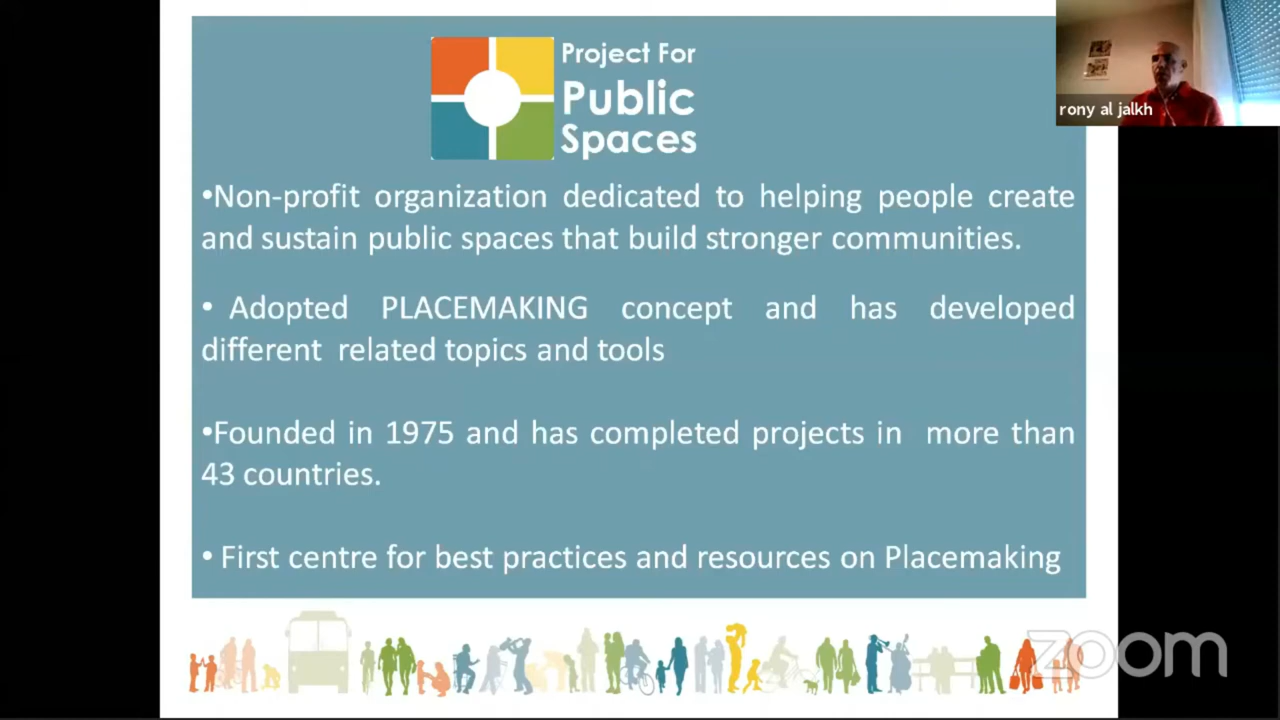 Project For
Public
Spaces
rony al jalkh
•Non-profit organization dedicated to helping people create
and sustain public spaces that build stronger communities.
• Adopted PLACEMAKING concept and has developed
different related topics and tools
•Founded in 1975 and has completed projects in more than
43 countries.
• First centre for best practices and resources on Placemaking
zoom